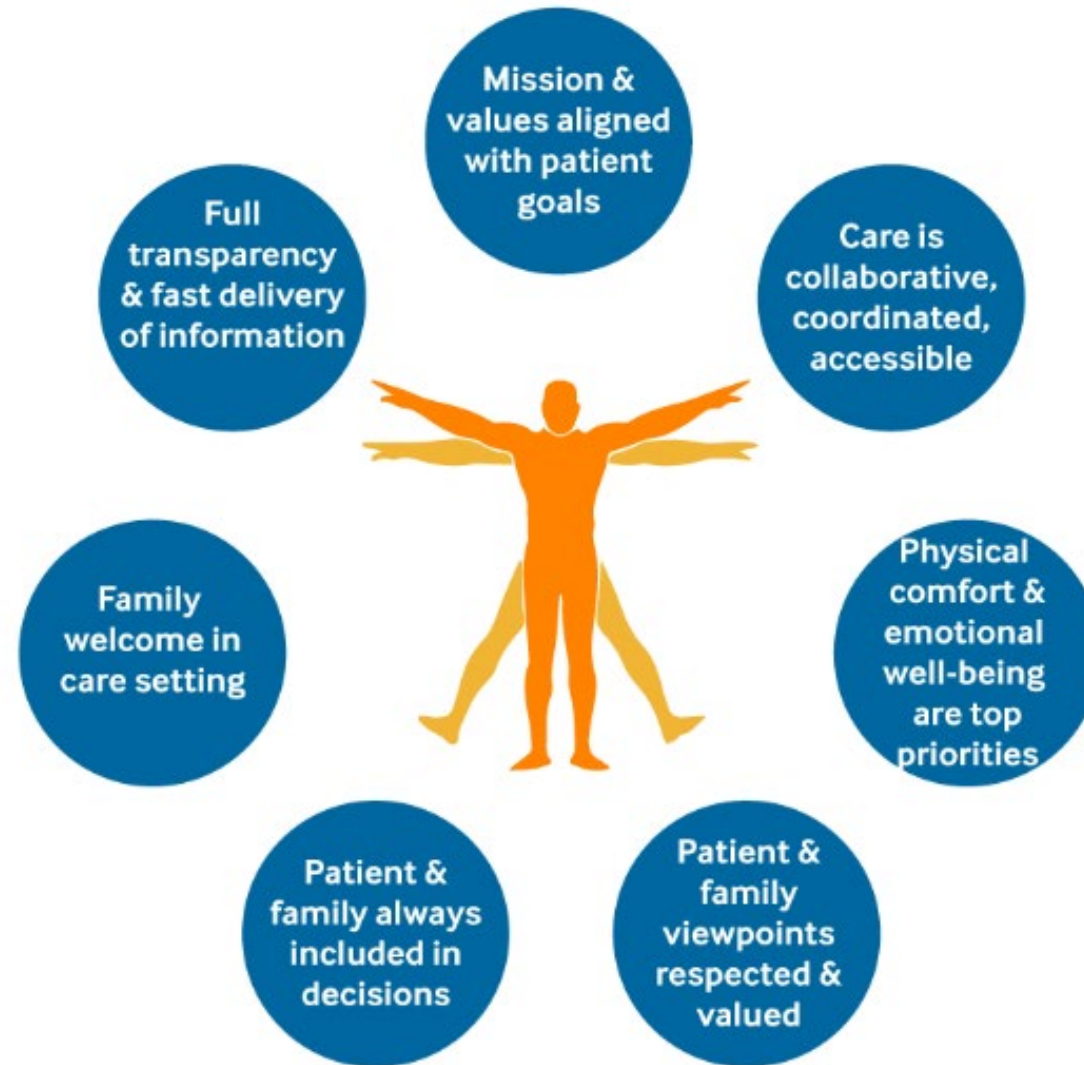 Mission &
values aligned
with patient
goals
Care is
collaborative,
coordinated,
accessible
Physical
comfort &
emotional
well-being
are top
priorities
Patient &
family
viewpoints
respected &
valued
Patient &
family always
included in
decisions
Family
welcome in
care setting
Full
transparency
& fast delivery
of information